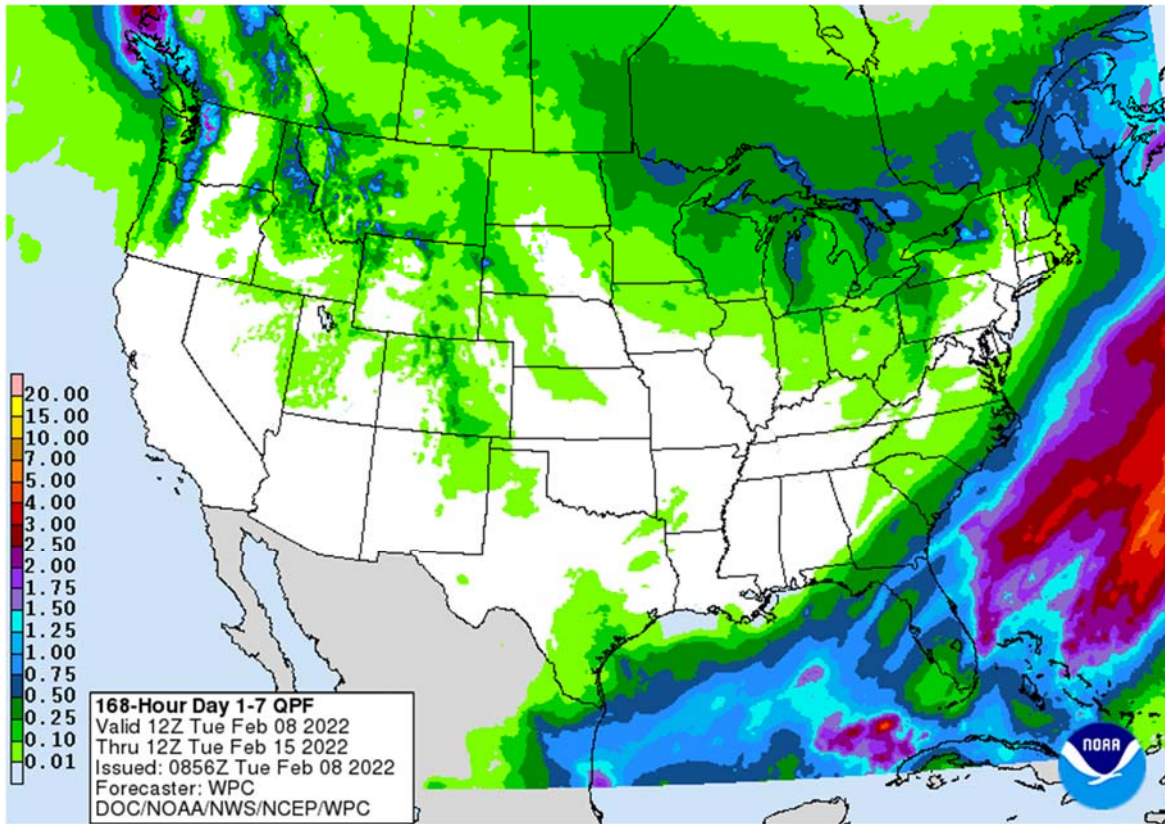 20.00
15.00
10.00
7.00
5.00
4.00
3.00
2.50
2.00
1.75
1.50
1.25
1.00
0.75
0.50
0.25
0.10
0.01
168-Hour Day 1-7 QPF
Valid 12Z Tue Feb 08 2022
Thru 12Z Tue Feb 15 2022
Issued: 0856Z Tue Feb 08 2022
Forecaster: WPC
DOC/NOAA/NWS/NCEP/WPC
NOAA